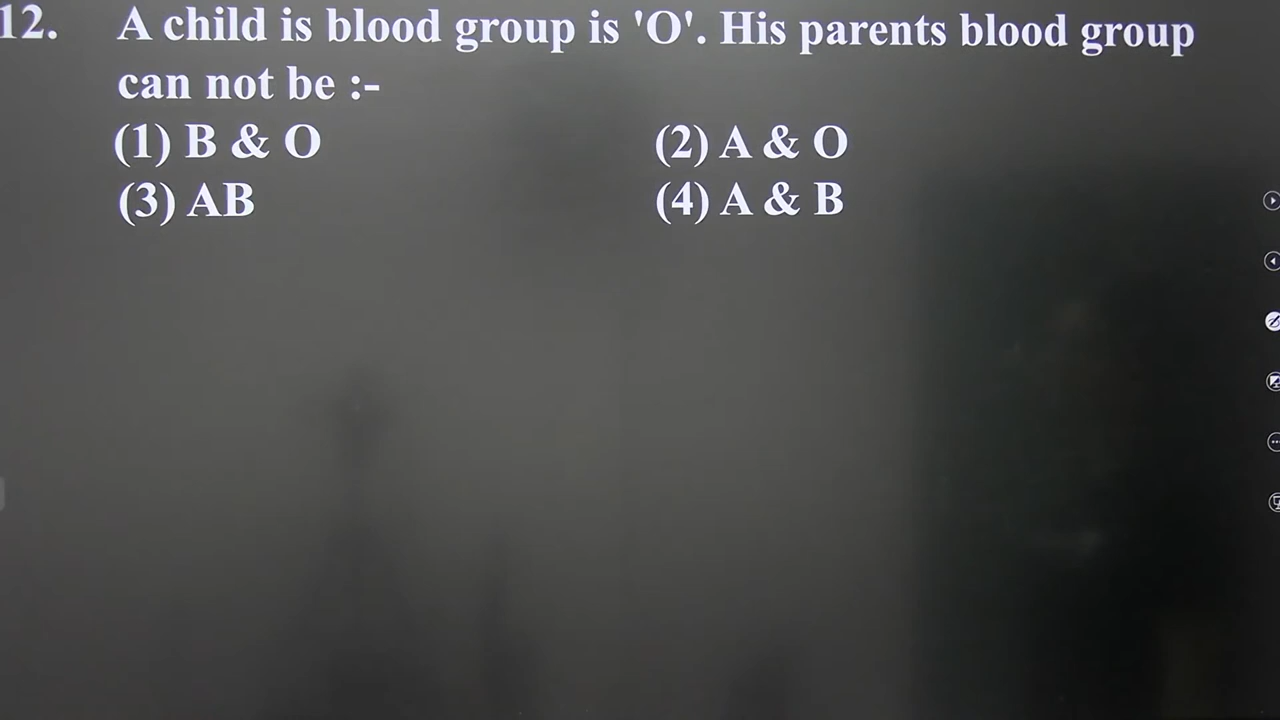 12. A child is blood group is 'O'. His parents blood group
can not be :-
(1) B & O (2) A & O
(3) AB (4) A & B